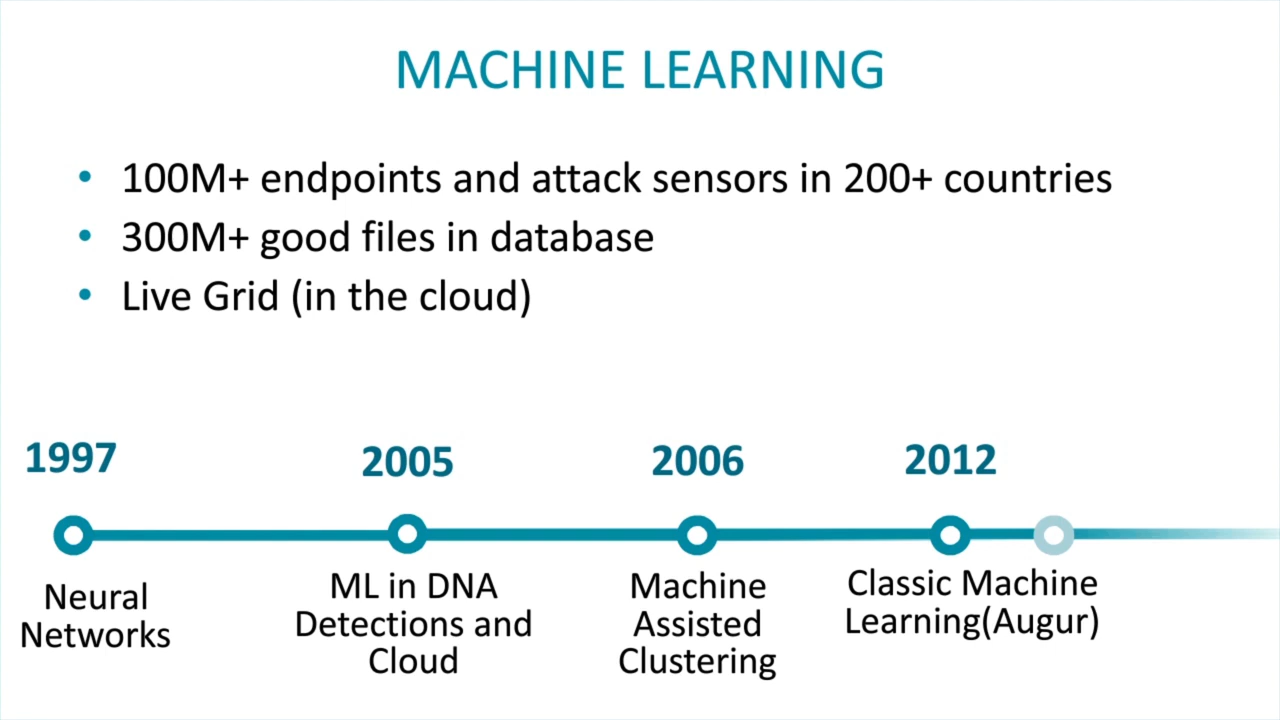 MACHINE LEARNING
• 100M+ endpoints and attack sensors in 200+ countries
• 300M+ good files in database
• Live Grid (in the cloud)
1997
Neural
Networks
2005
ML in DNA
Detections and
Cloud
2006
Machine
Assisted
Clustering
2012
Classic Machine
Learning(Augur)